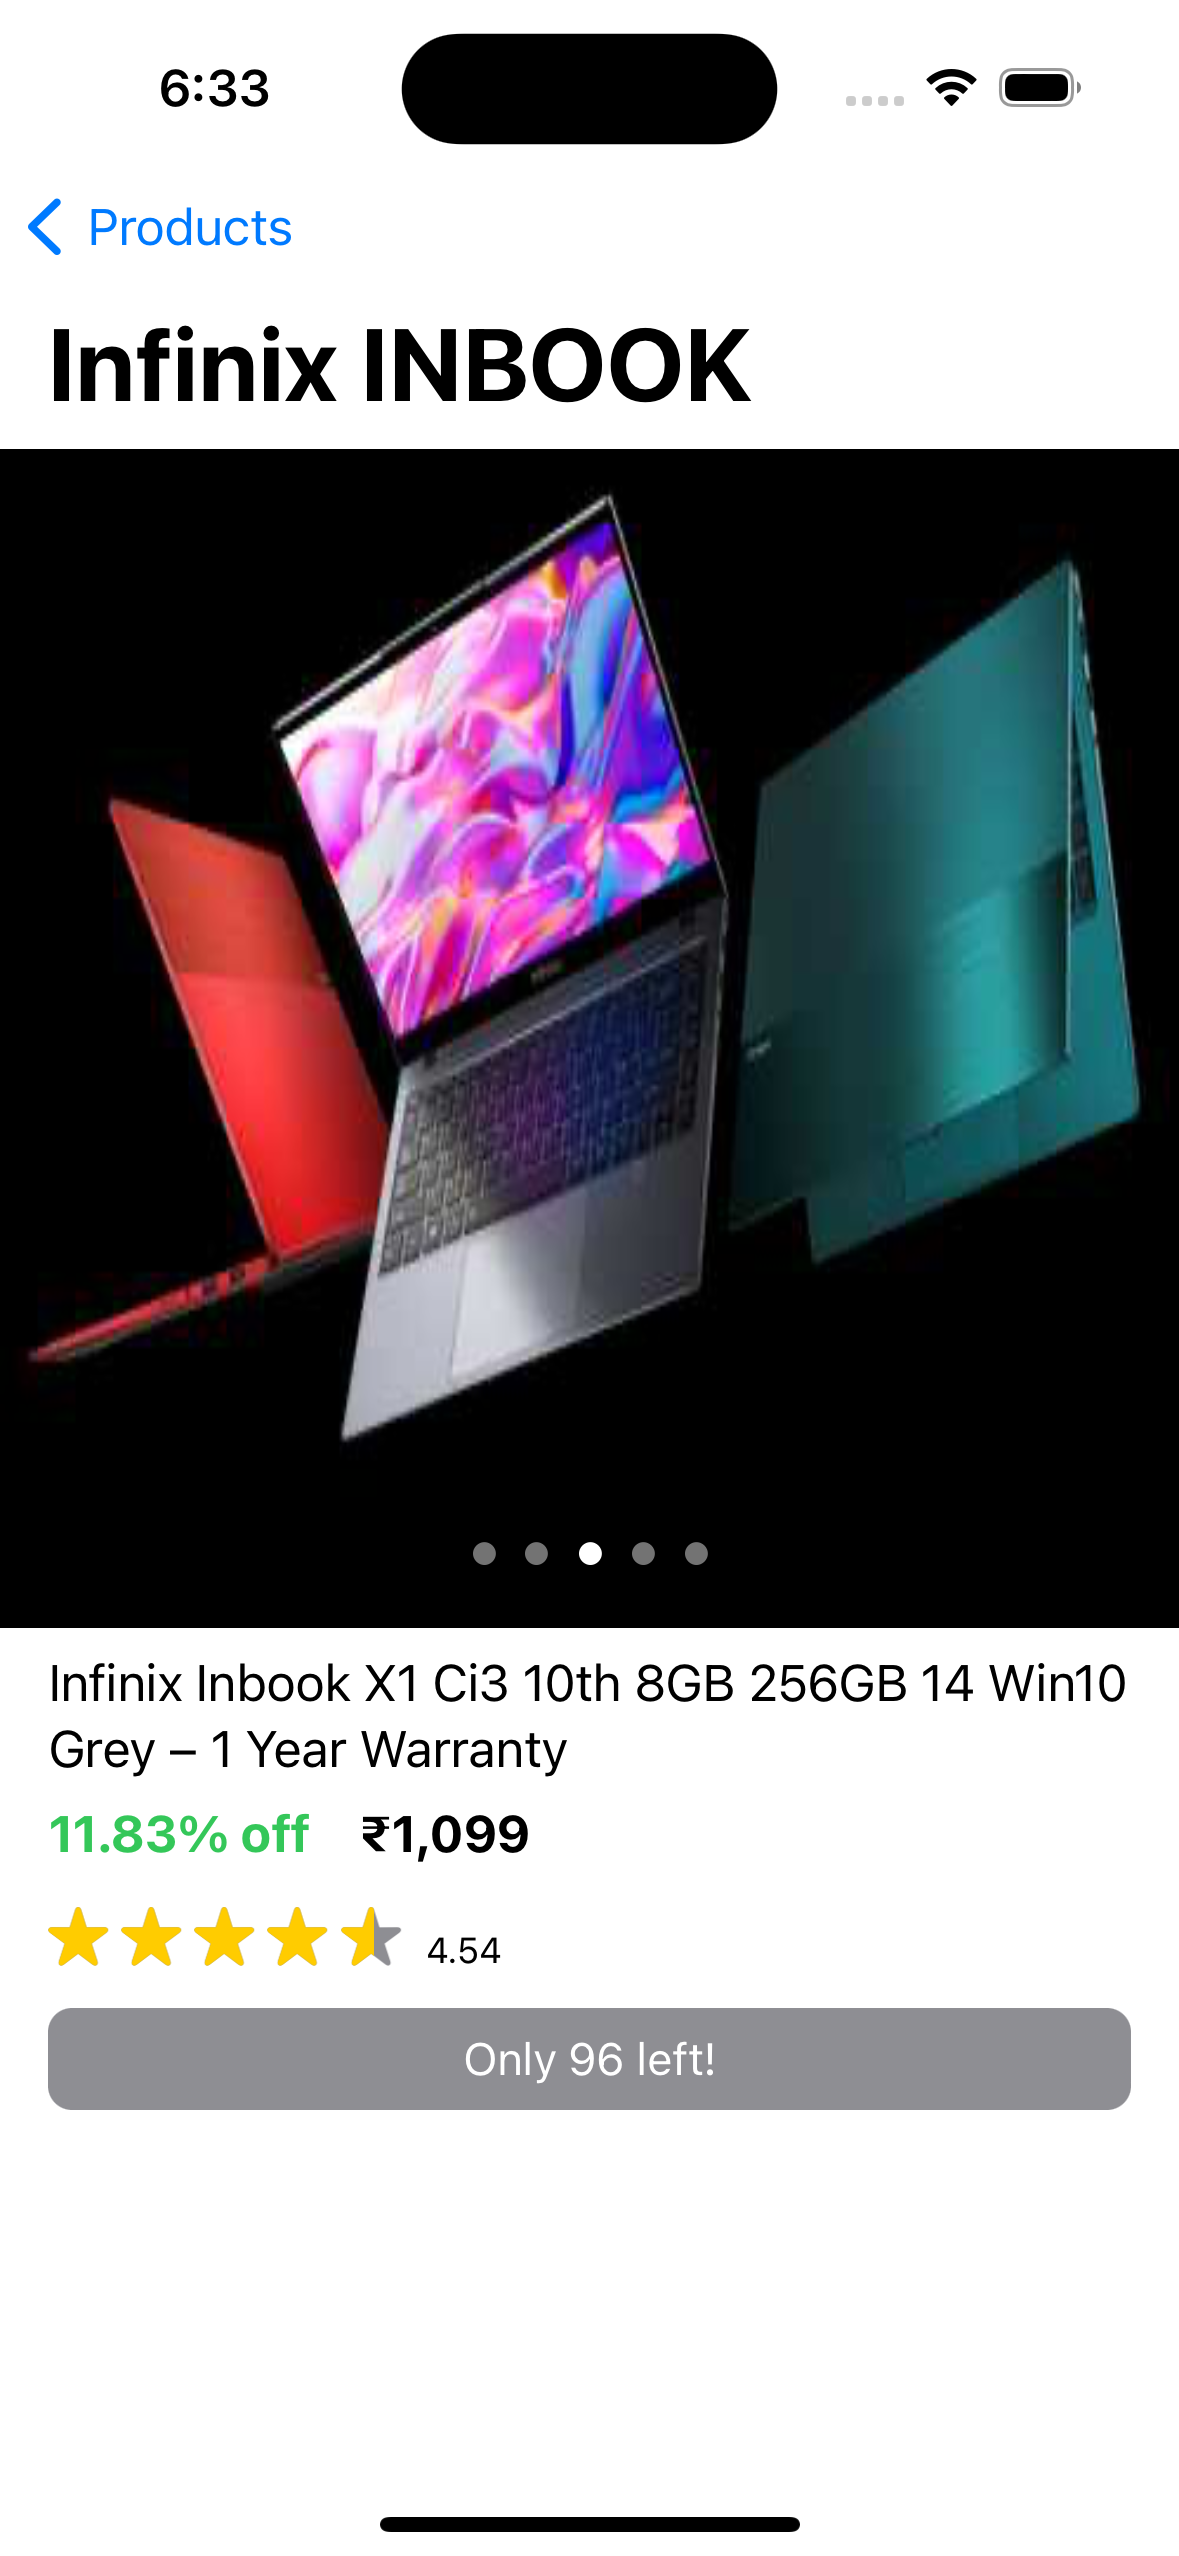 6:33
Products
Infinix INBOOK
Infinix Inbook X1 Ci3 10th 8GB 256GB 14 Win10
Grey – 1 Year Warranty
11.83% off ₹1,099
4.54
Only 96 left!